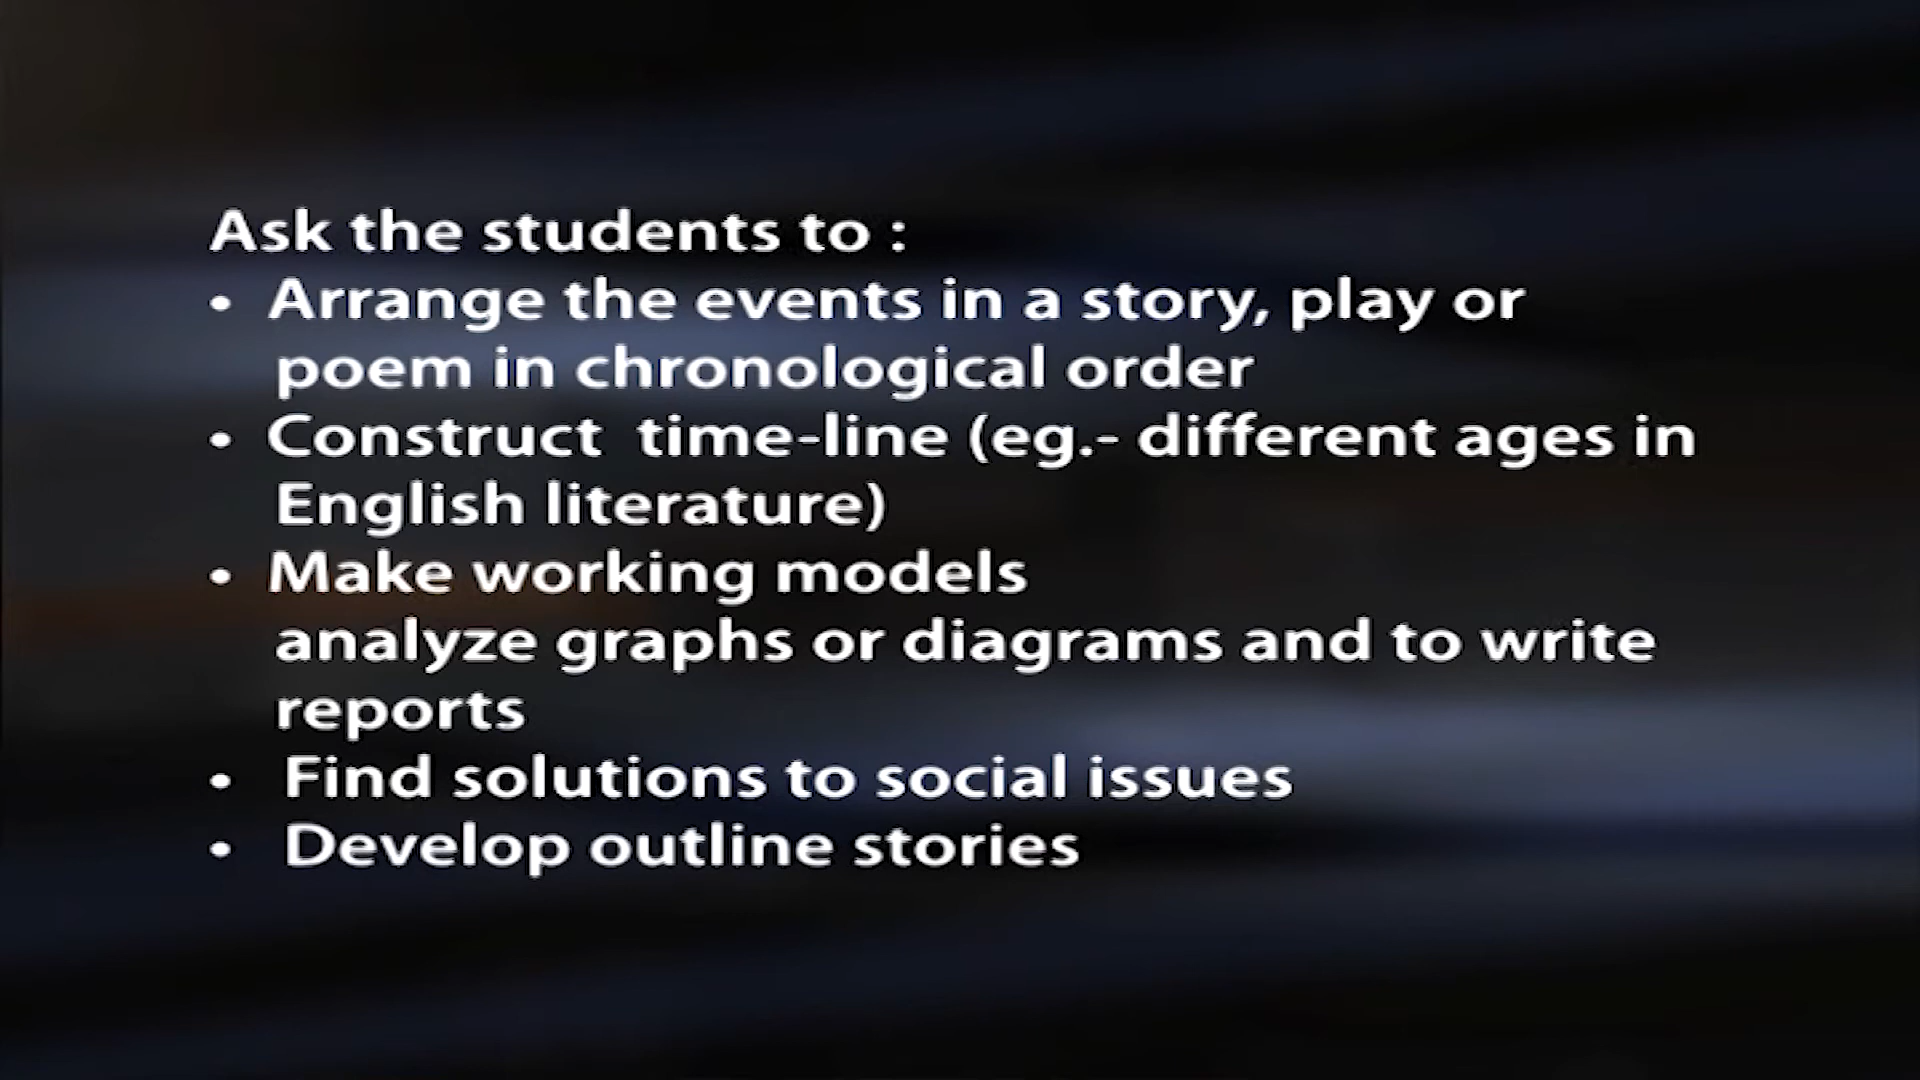 Ask the students to :
• Arrange the events in a story, play or
poem in chronological order
• Construct time-line (eg.- different ages in
English literature)
• Make working models
analyze graphs or diagrams and to write
reports
• Find solutions to social issues
• Develop outline stories